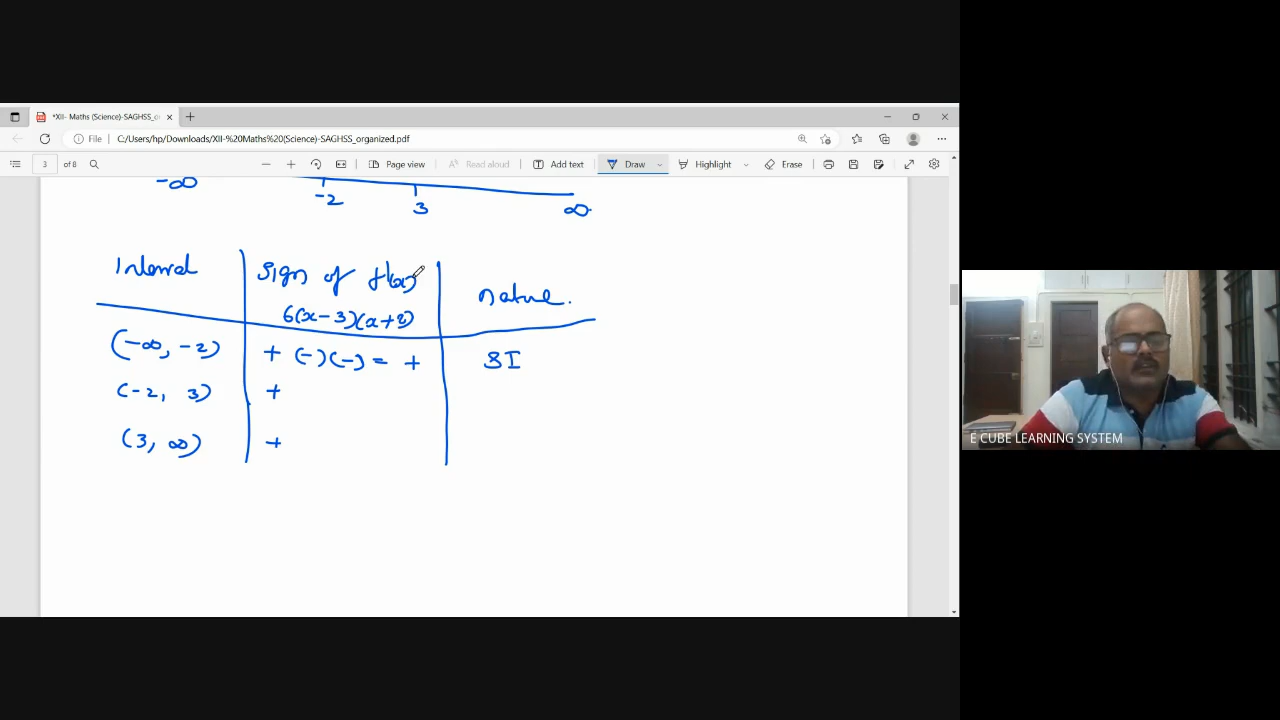 *XII- Maths (Science)-SAGHSS_o
File C:/Users/hp/Downloads/XII-%20Maths%20(Science)-SAGHSS_organized.pdf
3 of 8 Page view Read aloud Add text Draw Highlight Erase
-∞ -2 3 ∞
Interval Sign of f'(x) nature.
6(x-3)(x+2)
(-∞, -2) + (-)(-) = + SI
(-2, 3) +
(3, ∞) +
E CUBE LEARNING SYSTEM